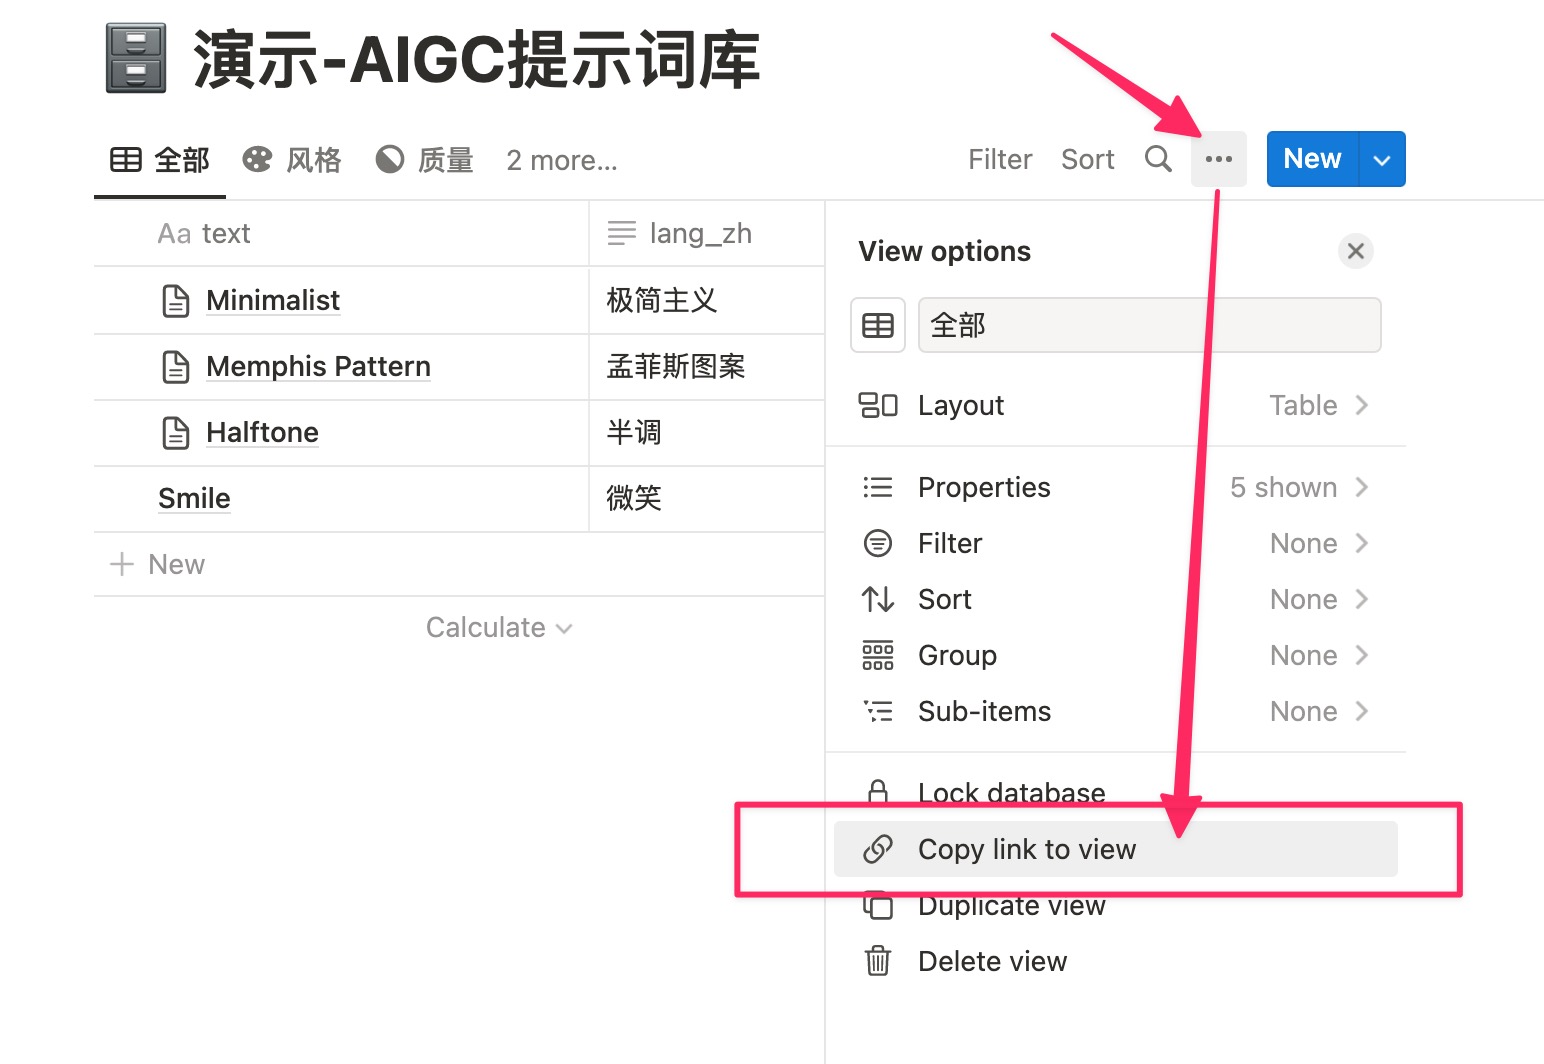 演示-AIGC提示词库
全部 风格 质量 2 more... Filter Sort New
Aa text lang_zh
Minimalist 极简主义
Memphis Pattern 孟菲斯图案
Halftone 半调
Smile 微笑
New
Calculate
View options
全部
Layout Table
Properties 5 shown
Filter None
Sort None
Group None
Sub-items None
Lock database
Copy link to view
Duplicate view
Delete view